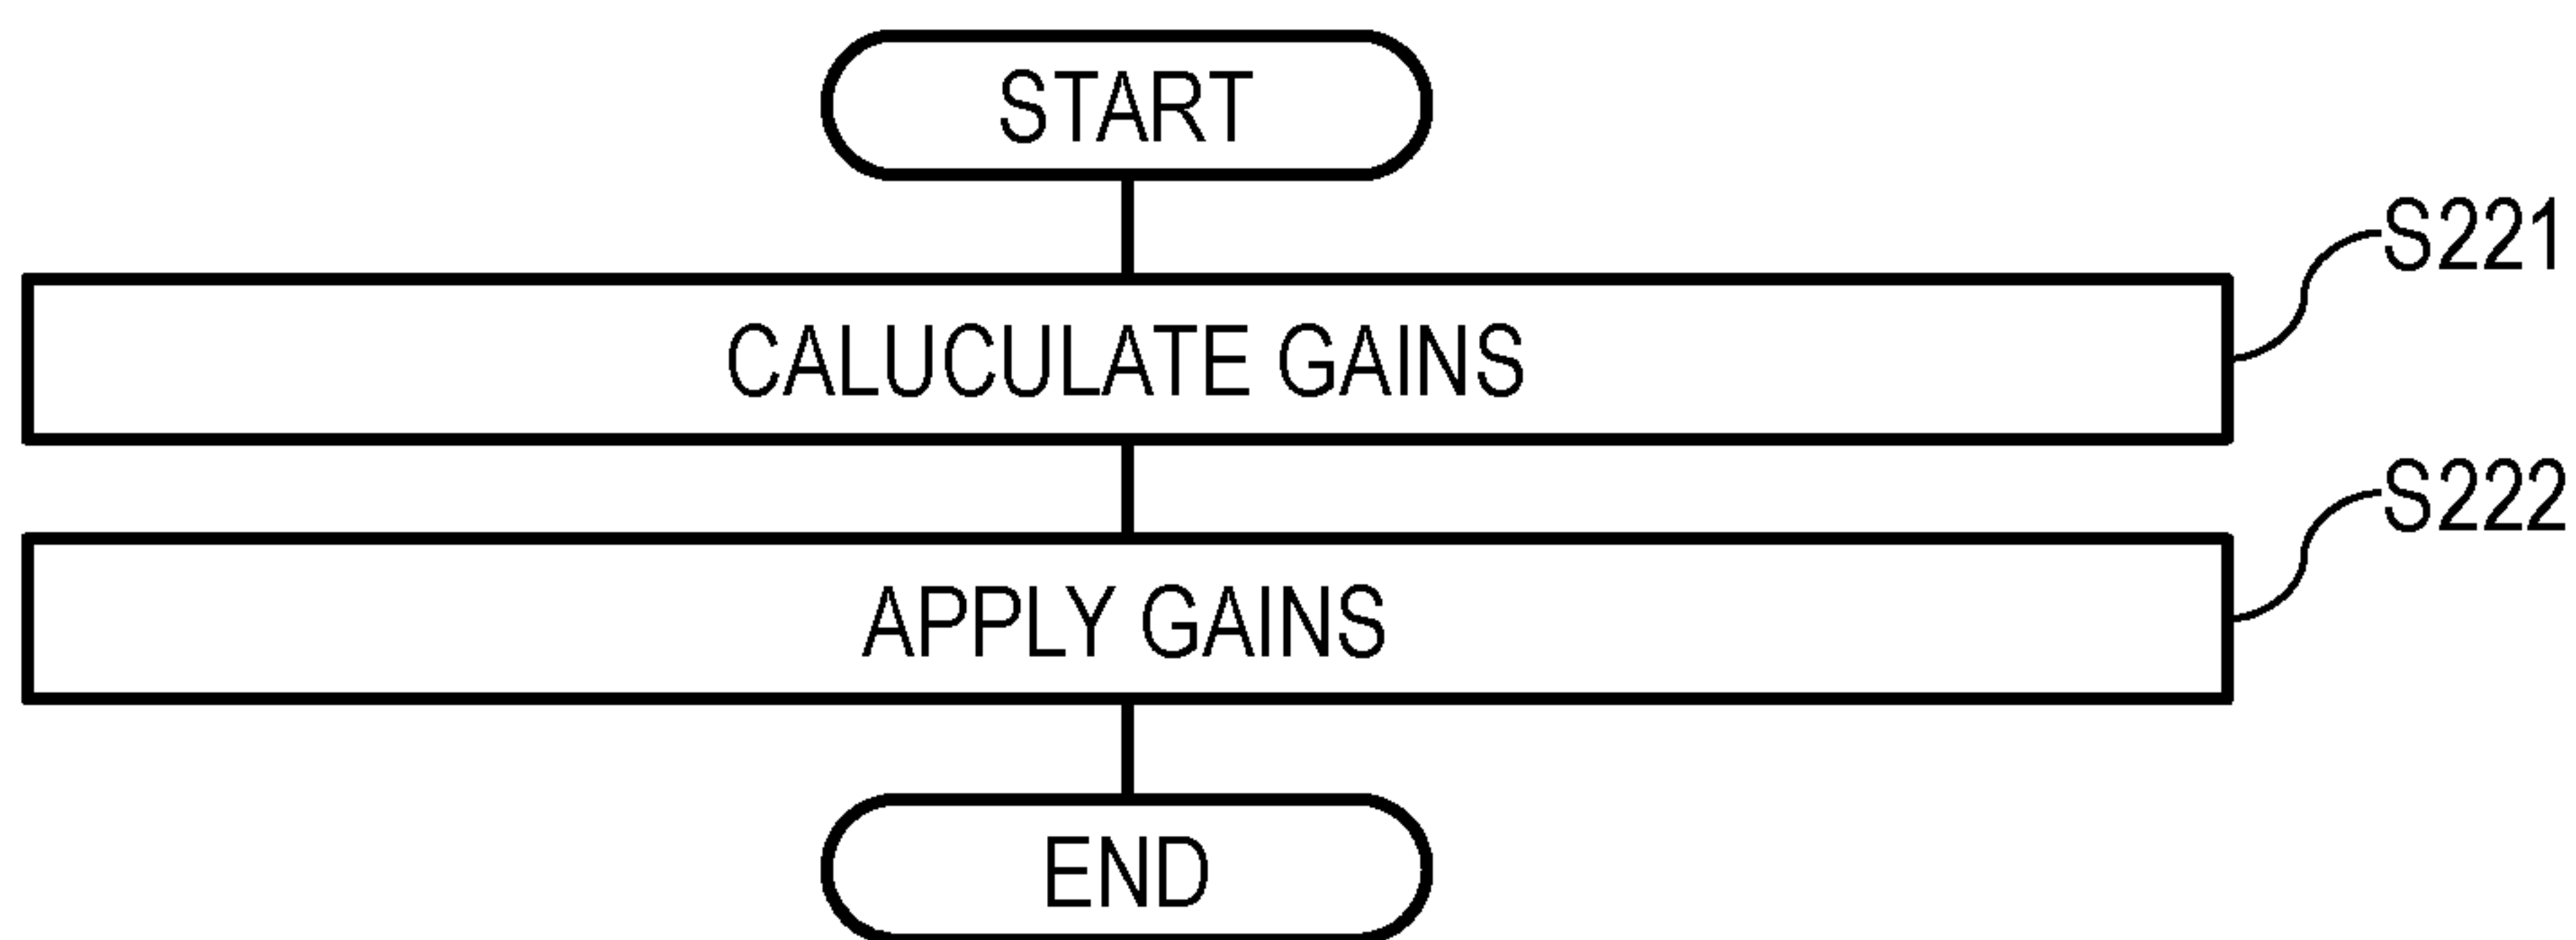 START
S221
CALUCULATE GAINS
S222
APPLY GAINS
END